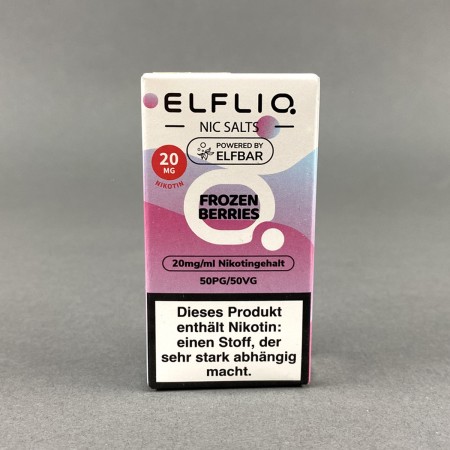 ELFLIQ
NIC SALTS
POWERED BY
ELFBAR
20
MG
NIKOTIN
FROZEN
BERRIES
20mg/ml Nikotingehalt
50PG/50VG
Dieses Produkt
enthält Nikotin:
einen Stoff, der
sehr stark abhängig
macht.